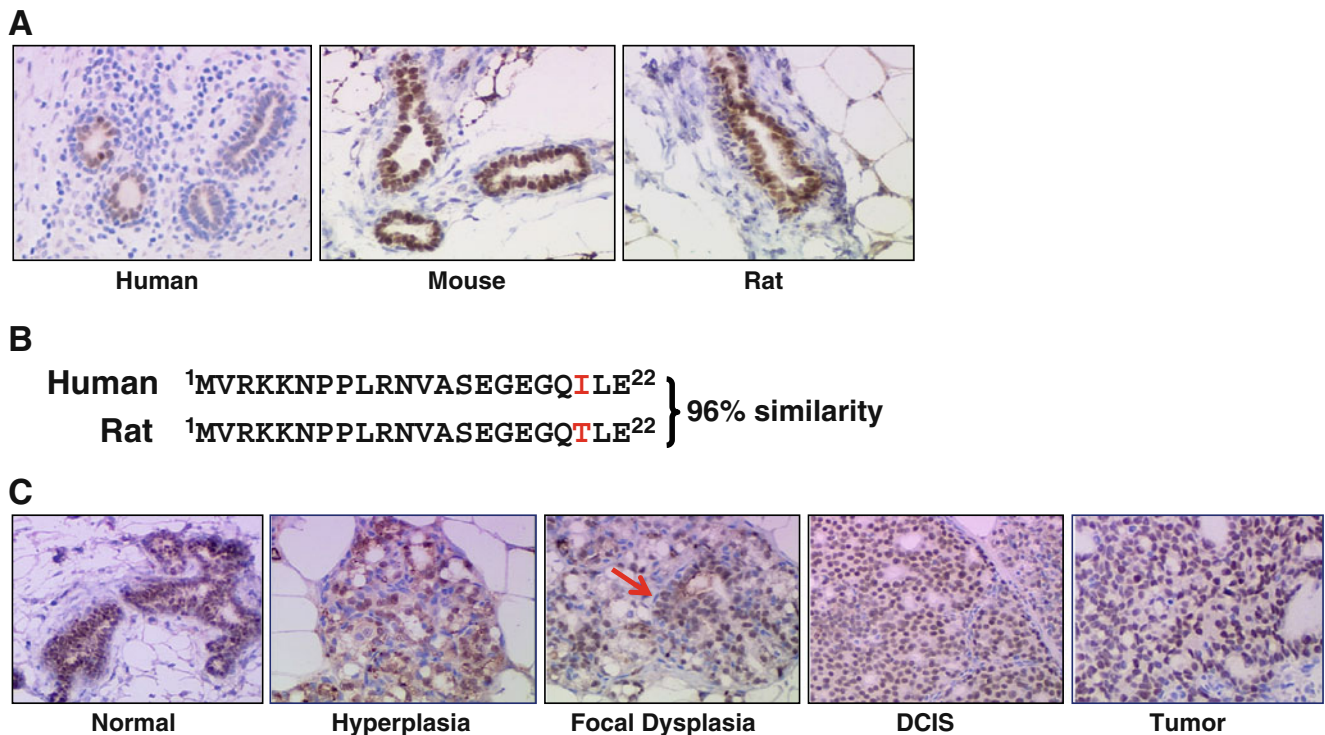 A
Human Mouse Rat
B
Human ¹MVRKKNPPLRNVASEGEGQILE²² 
Rat ¹MVRKKNPPLRNVASEGEGQTLE²²
96% similarity
C
Normal Hyperplasia Focal Dysplasia DCIS Tumor